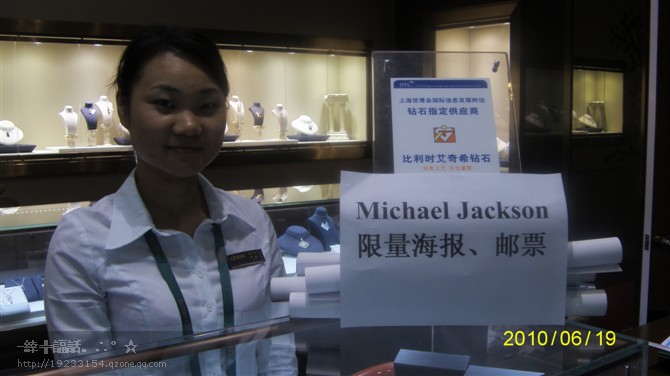 上海世博会国际信息发展网馆
钻石指定供应商
比利时艾奇希钻石
Michael Jackson
限量海报、邮票
2010/06/19
http://19233154.qzone.qq.com